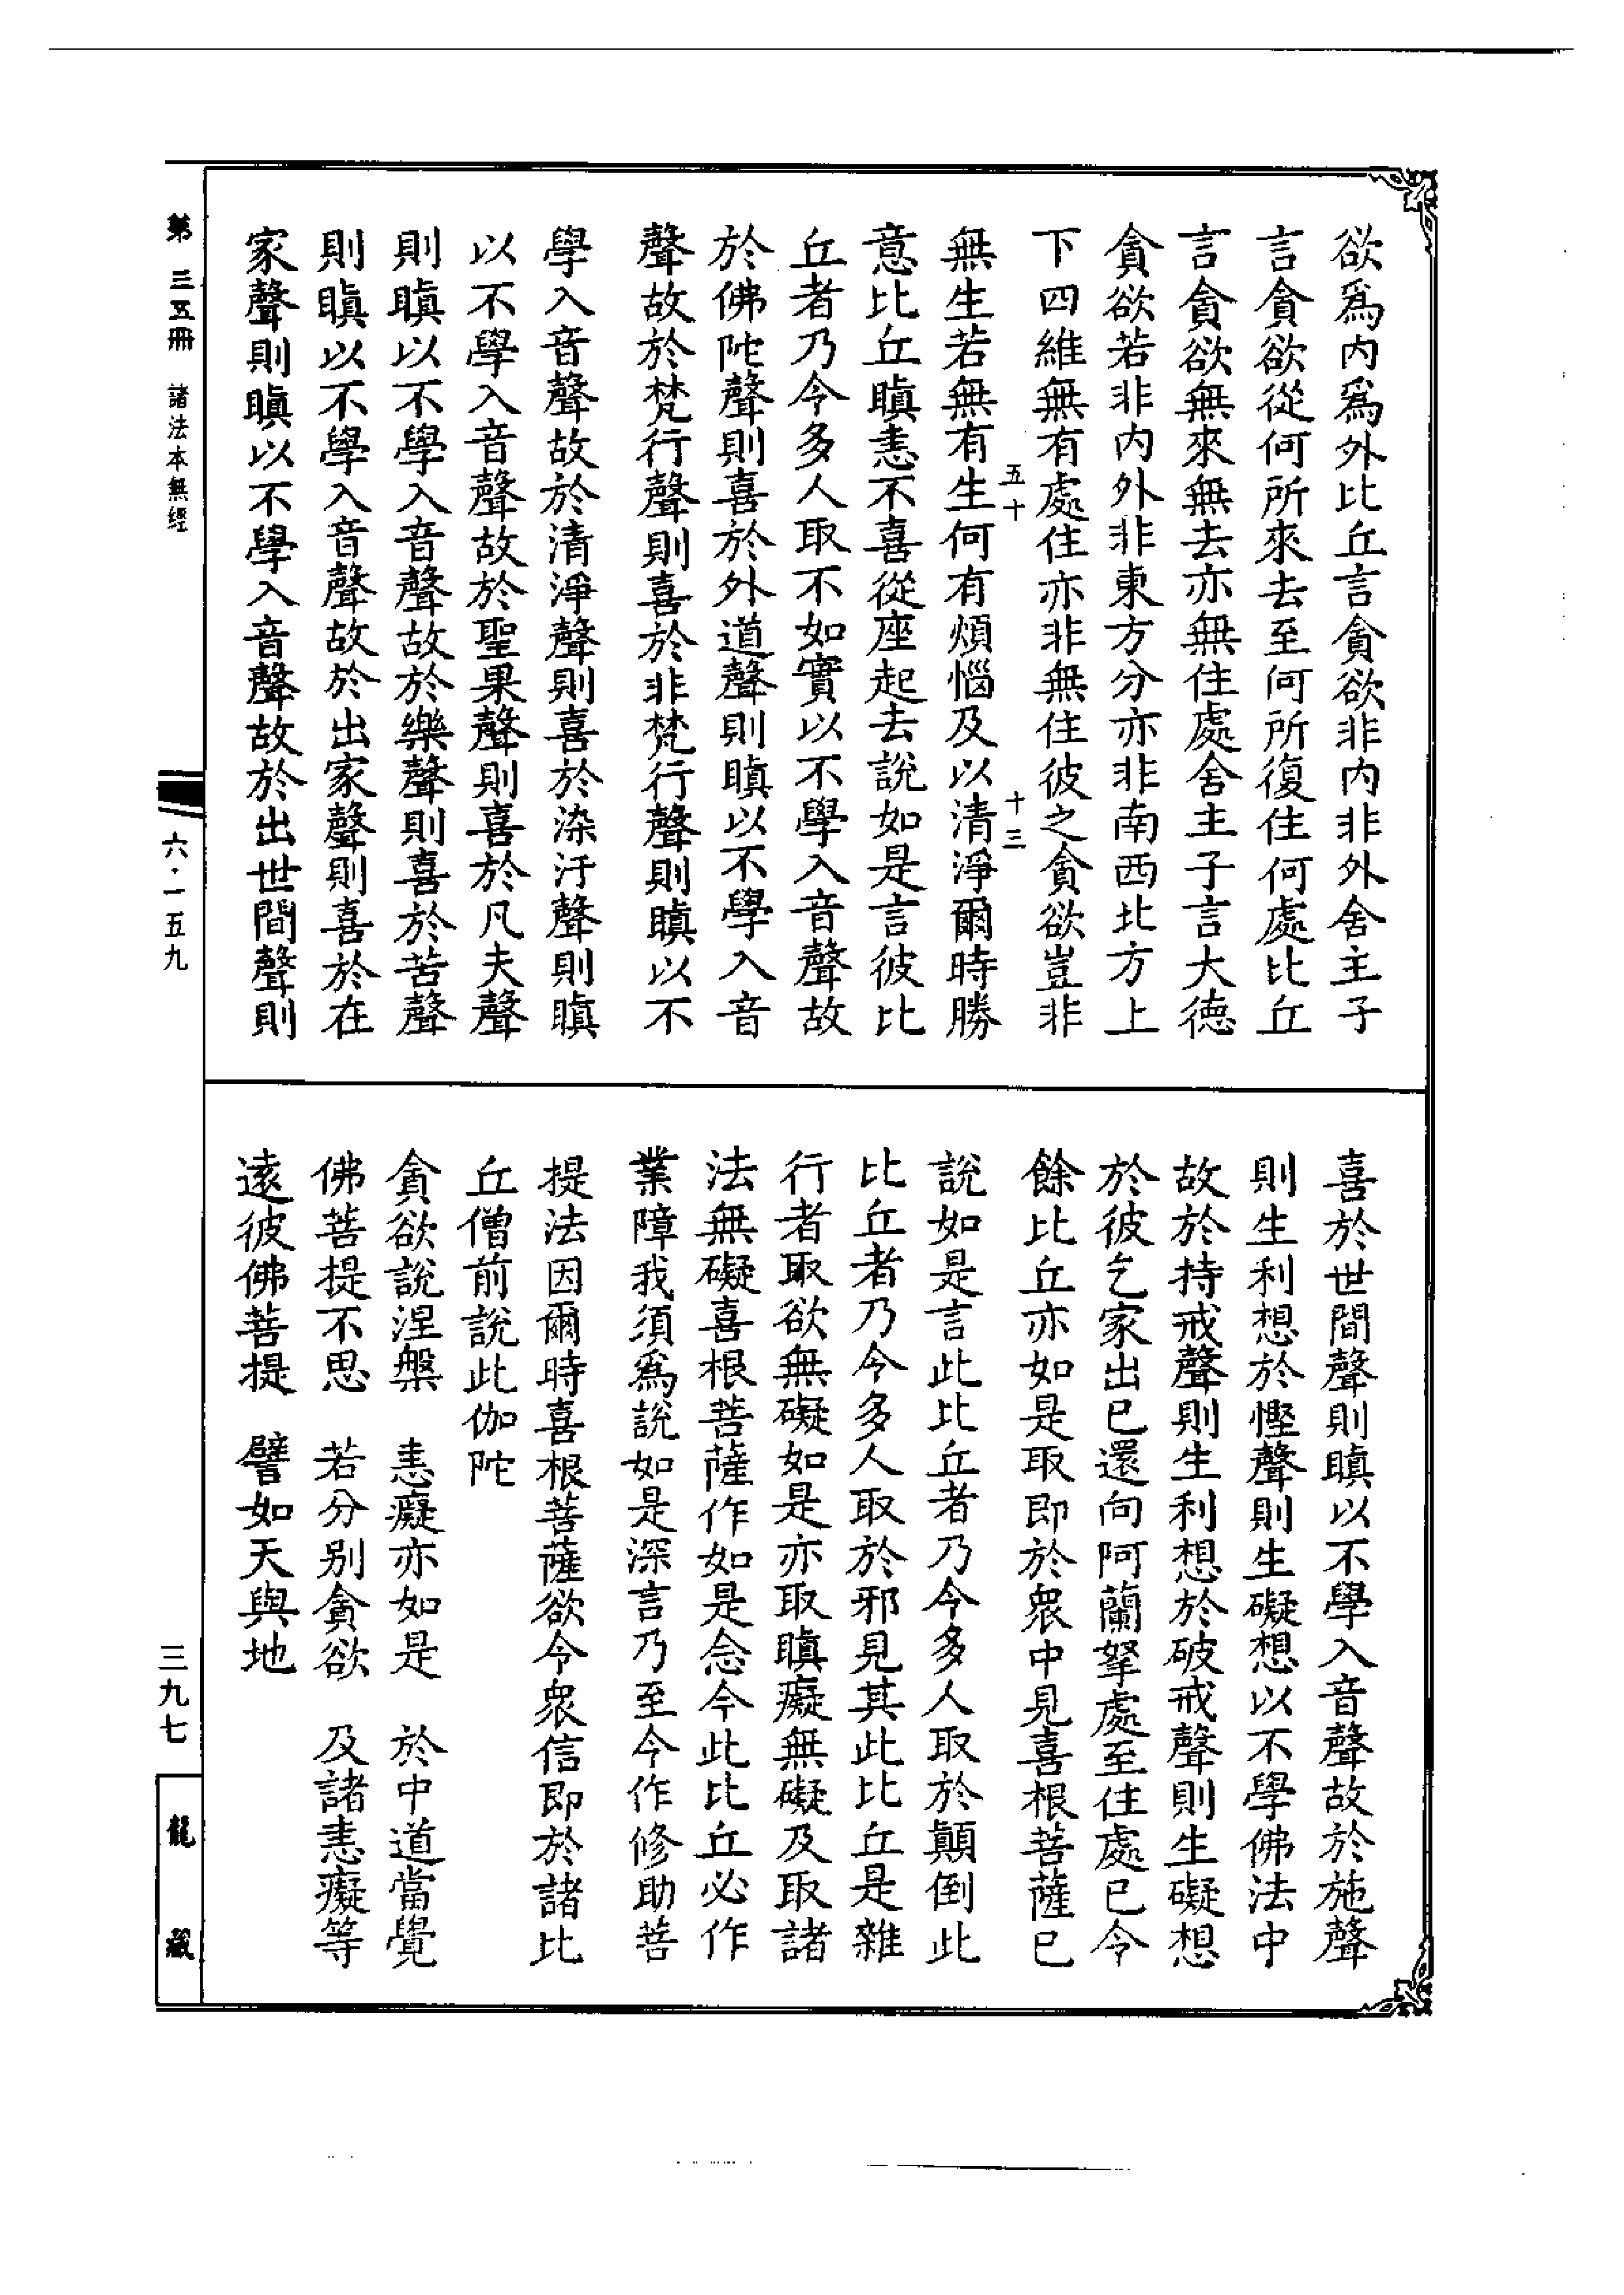 欲爲内爲外比丘言貪欲非内非外舍主子
言貪欲從何所來去至何所復住何處比丘
言貪欲無來無去亦無住處舍主子言大德
貪欲若非内外非東方分亦非南西北方上
下四維無有處住亦非無住彼之貪欲豈非
五十
十三
無生若無有生何有煩惱及以清淨爾時勝
意比丘瞋恚不喜從座起去說如是言彼比
丘者乃令多人取不如實以不學入音聲故
於佛陀聲則喜於外道聲則瞋以不學入音
聲故於梵行聲則喜於非梵行聲則瞋以不
學入音聲故於清淨聲則喜於染汙聲則瞋
以不學入音聲故於聖果聲則喜於凡夫聲
則瞋以不學入音聲故於樂聲則喜於苦聲
則瞋以不學入音聲故於出家聲則喜於在
家聲則瞋以不學入音聲故於出世間聲則
喜於世間聲則瞋以不學入音聲故於施聲
則生利想於慳聲則生礙想以不學佛法中
故於持戒聲則生利想於破戒聲則生礙想
於彼乞家出已還向阿蘭拏處至住處已令
餘比丘亦如是取即於衆中見喜根菩薩已
說如是言此比丘者乃令多人取於顛倒此
比丘者乃令多人取於邪見其此比丘是雜
行者取欲無礙如是亦取瞋癡無礙及取諸
法無礙喜根菩薩作如是念今此比丘必作
業障我須爲說如是深言乃至令作修助菩
提法因爾時喜根菩薩欲令衆信即於諸比
丘僧前說此伽陀
貪欲說涅槃　恚癡亦如是　於中道當覺
佛菩提不思　若分别貪欲　及諸恚癡等
遠彼佛菩提　譬如天與地
第三五冊　諸法本無經
六・一五九
三九七
龍藏